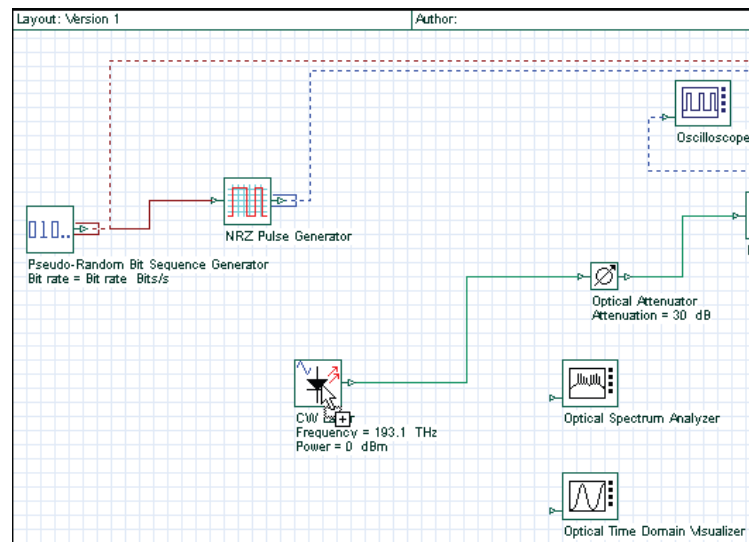 Layout: Version 1
Author:
Oscilloscope
NRZ Pulse Generator
Pseudo-Random Bit Sequence Generator
Bit rate = Bit rate Bits/s
Optical Attenuator
Attenuation = 30 dB
CW
Frequency = 193.1 THz
Power = 0 dBm
Optical Spectrum Analyzer
Optical Time Domain Visualizer